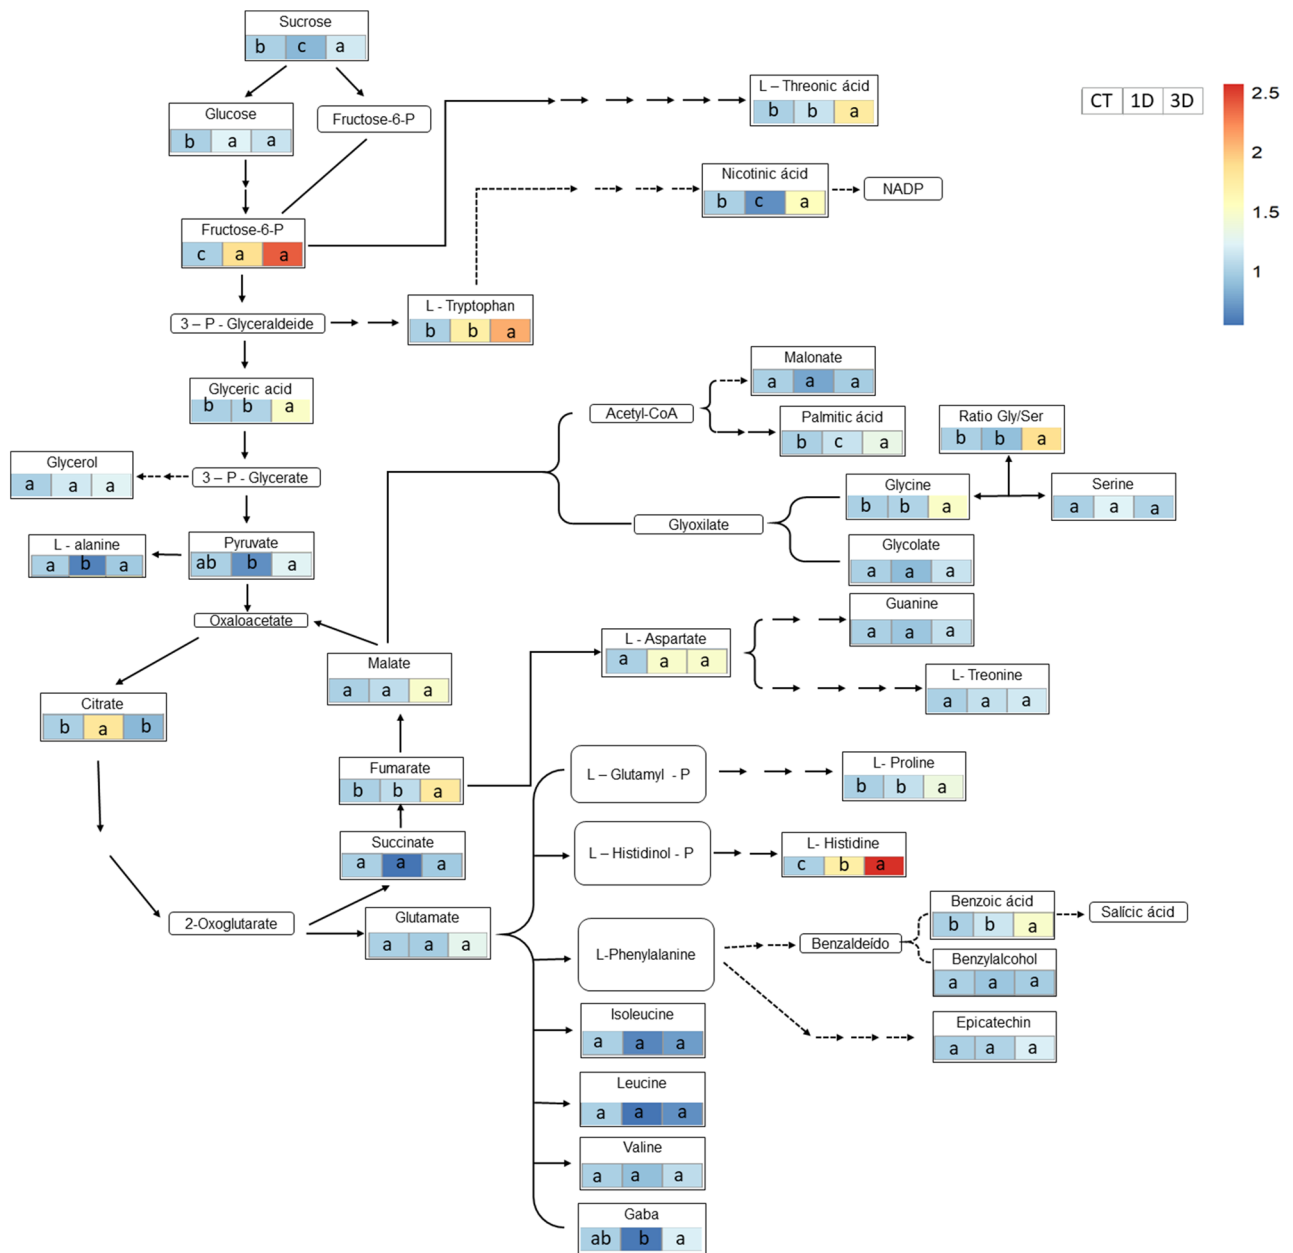 Sucrose
b c a
Glucose
b a a
Fructose-6-P
L – Threonic ácid
b b a
CT 1D 3D
2.5
2
1.5
1
Nicotinic ácid
b c a
NADP
Fructose-6-P
c a a
3 – P - Glyceraldeide
L - Tryptophan
b b a
Glyceric acid
b b a
Malonate
a a a
Acetyl-CoA
Palmitic ácid
b c a
Ratio Gly/Ser
b b a
Glycerol
a a a
3 – P - Glycerate
Glycine
b b a
Serine
a a a
Glyoxilate
L - alanine
a b a
Pyruvate
ab b a
Glycolate
a a a
Oxaloacetate
Guanine
a a a
L - Aspartate
a a a
Malate
a a a
L- Treonine
a a a
Citrate
b a b
Fumarate
b b a
L – Glutamyl - P
L- Proline
b b a
Succinate
a a a
L – Histidinol - P
L- Histidine
c b a
2-Oxoglutarate
Glutamate
a a a
L-Phenylalanine
Benzaldeído
Benzoic ácid
b b a
Salícic ácid
Benzylalcohol
a a a
Isoleucine
a a a
Epicatechin
a a a
Leucine
a a a
Valine
a a a
Gaba
ab b a